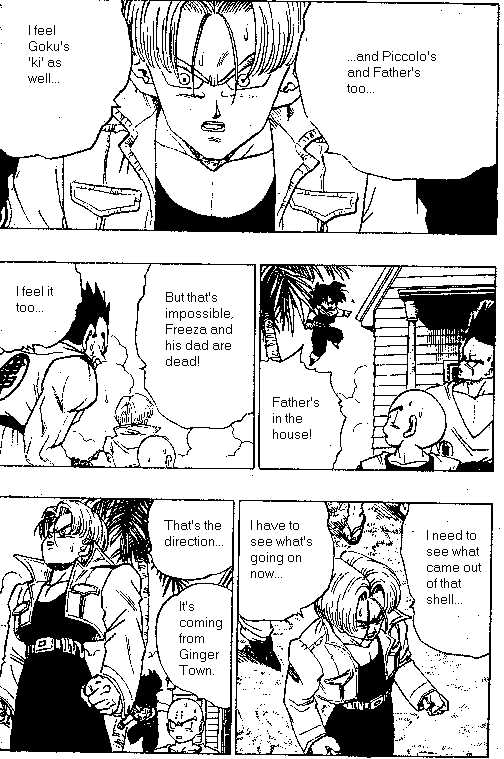 I feel
Goku's
'ki' as
well...
...and Piccolo's
and Father's
too...
I feel it
too...
But that's
impossible,
Freeza and
his dad are
dead!
Father's
in the
house!
That's the
direction...
It's
coming
from
Ginger
Town.
I have to
see what's
going on
now...
I need to
see what
came out
of that
shell...